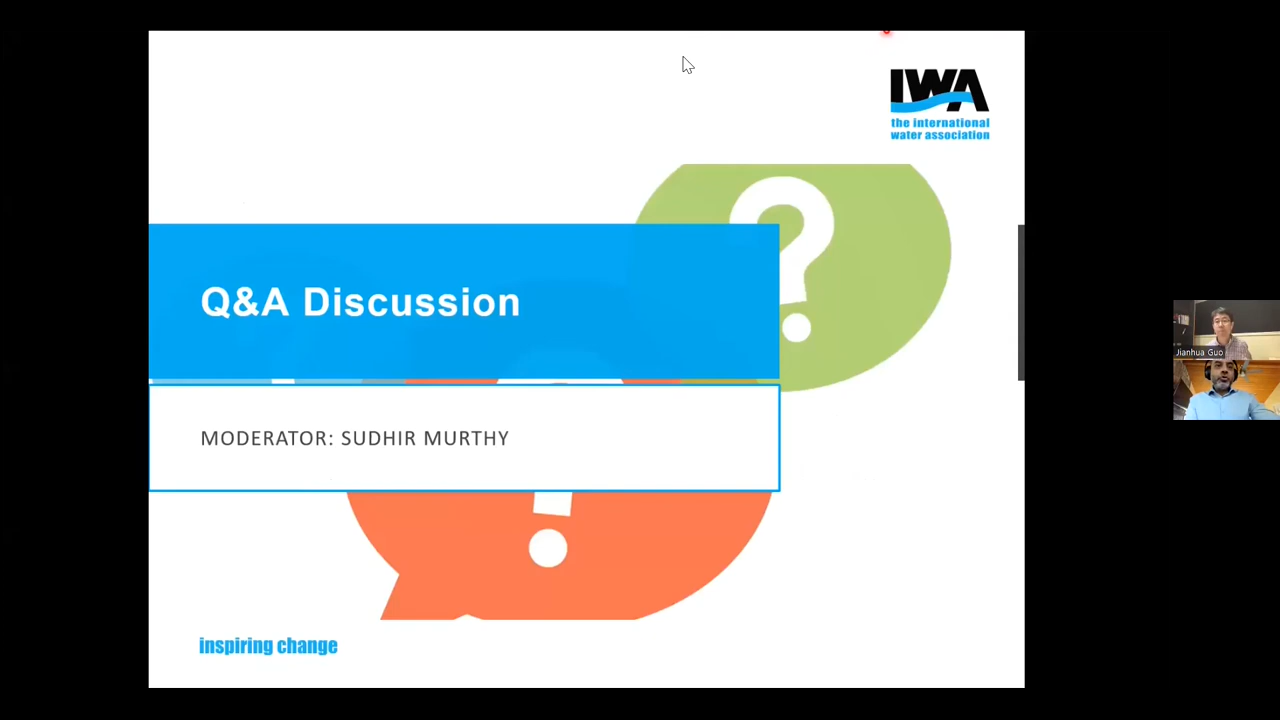 IWA
the international
water association
?
Q&A Discussion
MODERATOR: SUDHIR MURTHY
Jianhua Guo
inspiring change